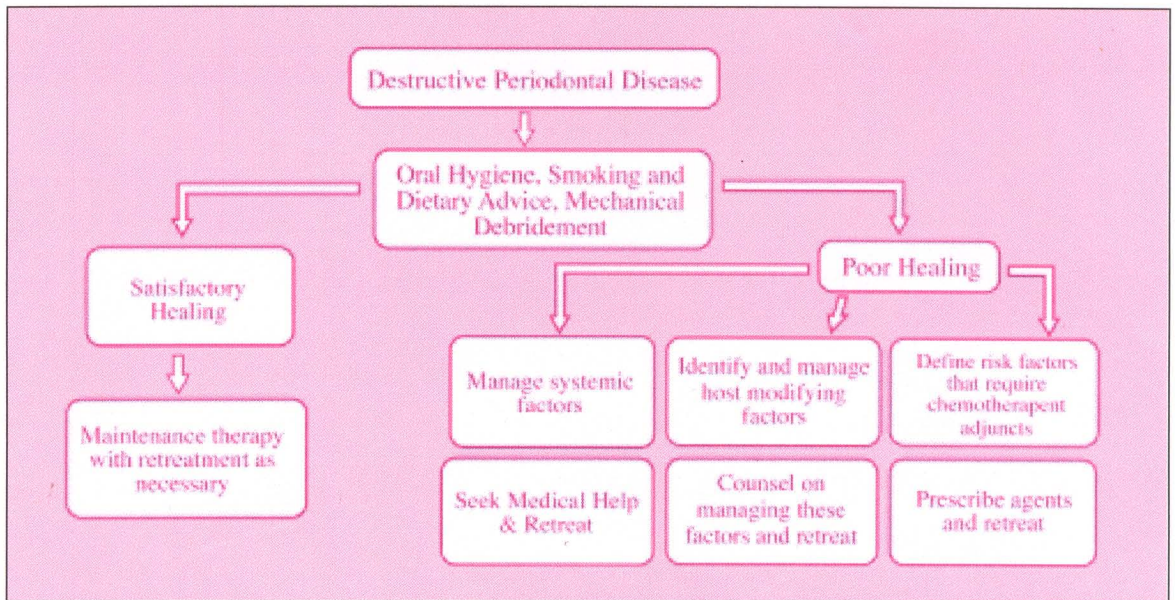 Destructive Periodontal Disease
Oral Hygiene, Smoking and
Dietary Advice, Mechanical
Debridement
Satisfactory
Healing
Maintenance therapy
with retreatment as
necessary
Poor Healing
Manage systemic
factors
Identify and manage
host modifying
factors
Define risk factors
that require
chemotherapent
adjuncts
Seek Medical Help
& Retreat
Counsel on
managing these
factors and retreat
Prescribe agents
and retreat